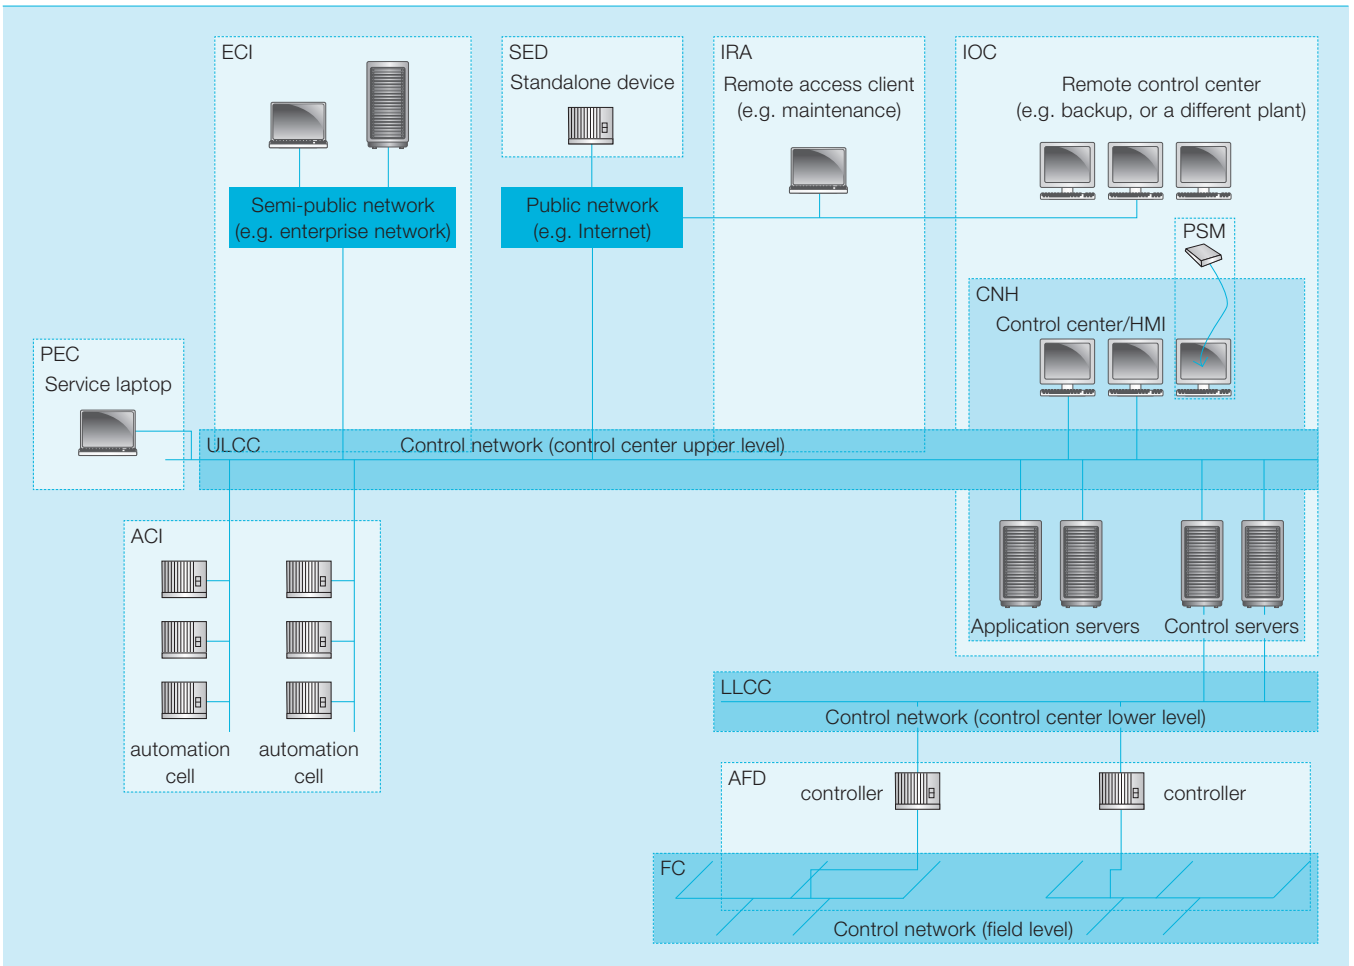 ECI
SED
Standalone device
IRA
Remote access client
(e.g. maintenance)
IOC
Remote control center
(e.g. backup, or a different plant)
Semi-public network
(e.g. enterprise network)
Public network
(e.g. Internet)
PSM
CNH
Control center/HMI
PEC
Service laptop
ULCC
Control network (control center upper level)
ACI
automation
cell
automation
cell
Application servers
Control servers
LLCC
Control network (control center lower level)
AFD
controller
controller
FC
Control network (field level)